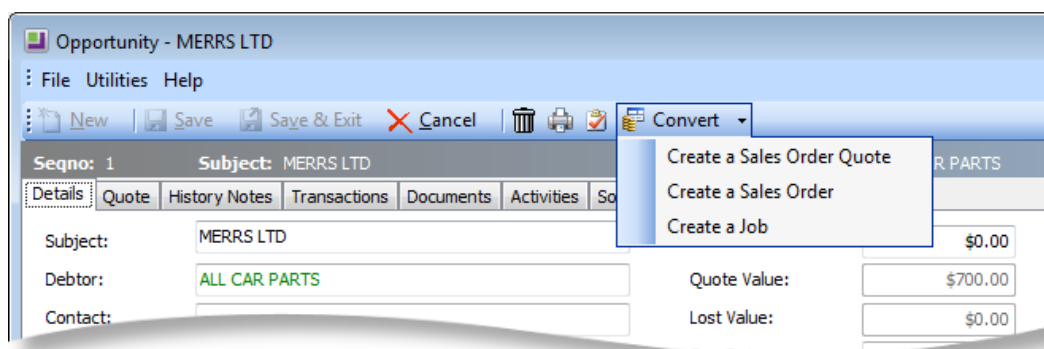 Opportunity - MERRS LTD
File Utilities Help
New Save Save & Exit Cancel Convert
Create a Sales Order Quote
Create a Sales Order
Create a Job
Seqno: 1 Subject: MERRS LTD R PARTS
Details Quote History Notes Transactions Documents Activities So
Subject: MERRS LTD $0.00
Debtor: ALL CAR PARTS Quote Value: $700.00
Contact: Lost Value: $0.00